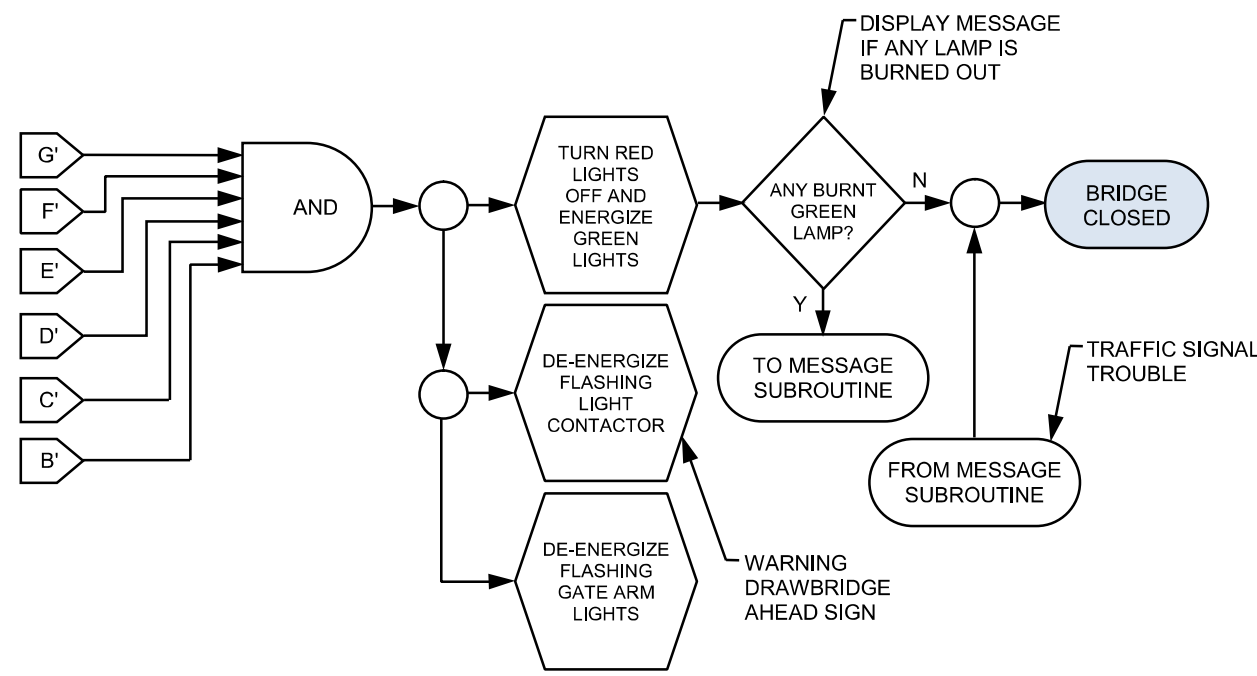 DISPLAY MESSAGE
IF ANY LAMP IS
BURNED OUT
G'
F'
E'
D'
C'
B'
AND
TURN RED
LIGHTS
OFF AND
ENERGIZE
GREEN
LIGHTS
ANY BURNT
GREEN
LAMP?
N
Y
BRIDGE
CLOSED
TO MESSAGE
SUBROUTINE
TRAFFIC SIGNAL
TROUBLE
FROM MESSAGE
SUBROUTINE
DE-ENERGIZE
FLASHING
LIGHT
CONTACTOR
DE-ENERGIZE
FLASHING
GATE ARM
LIGHTS
WARNING
DRAWBRIDGE
AHEAD SIGN